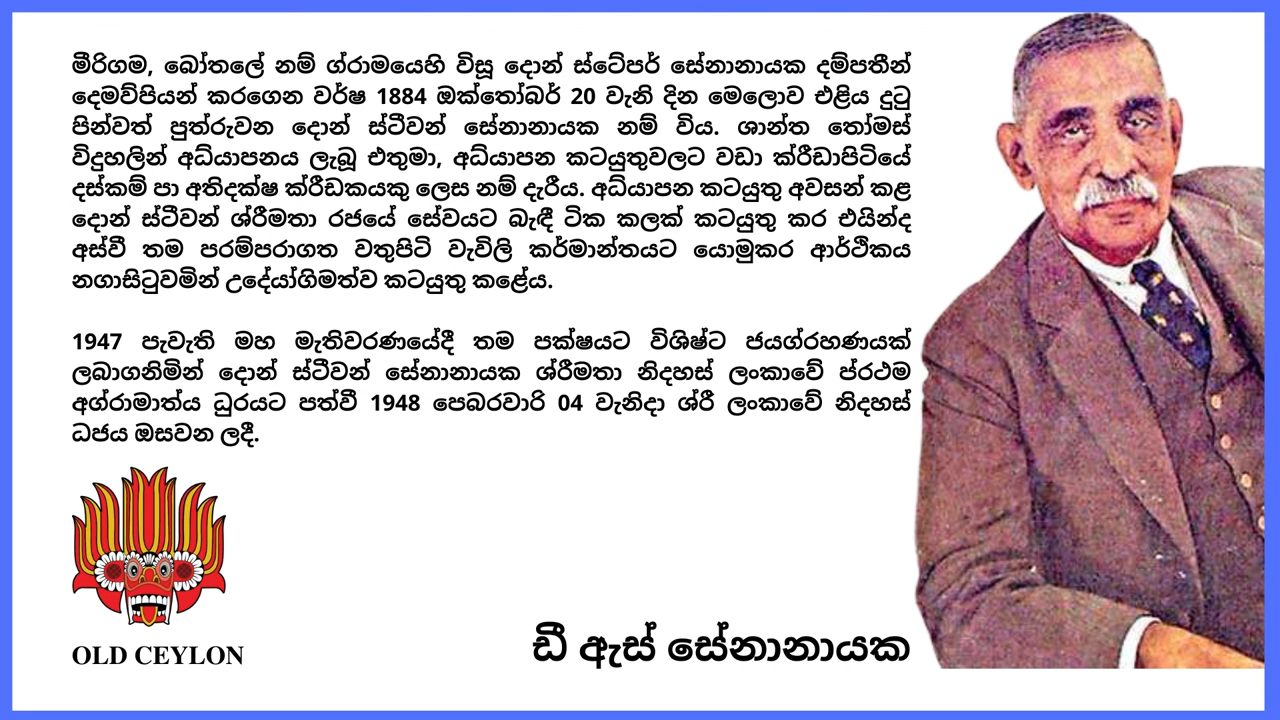 මීරිගම, බෝතලේ නම් ග්රාමයෙහි විසූ දොන් ස්ටේපර් සේනානායක දම්පතීන්
දෙමව්පියන් කරගෙන වර්ෂ 1884 ඔක්තෝබර් 20 වැනි දින මෙලොව එළිය දුටු
පින්වත් පුත්රුවන දොන් ස්ටීවන් සේනානායක නම් විය. ශාන්ත තෝමස්
විදුහලින් අධ්යාපනය ලැබූ එතුමා, අධ්යාපන කටයුතුවලට වඩා ක්රීඩාපිටියේ
දස්කම් පා අතිදක්ෂ ක්රීඩකයකු ලෙස නම් දැරීය. අධ්යාපන කටයුතු අවසන් කළ
දොන් ස්ටීවන් ශ්රීමතා රජයේ සේවයට බැඳී ටික කලක් කටයුතු කර එයින්ද
අස්වී තම පරම්පරාගත වතුපිටි වැවිලි කර්මාන්තයට යොමුකර ආර්ථිකය
නගාසිටුවමින් උදේයා්ගිමත්ව කටයුතු කළේය.
1947 පැවැති මහ මැතිවරණයේදී තම පක්ෂයට විශිෂ්ට ජයග්රහණයක්
ලබාගනිමින් දොන් ස්ටීවන් සේනානායක ශ්රීමතා නිදහස් ලංකාවේ ප්රථම
අග්රාමාත්ය ධුරයට පත්වී 1948 පෙබරවාරි 04 වැනිදා ශ්රී ලංකාවේ නිදහස්
ධජය ඔසවන ලදී.
OLD CEYLON
ඩී ඇස් සේනානායක